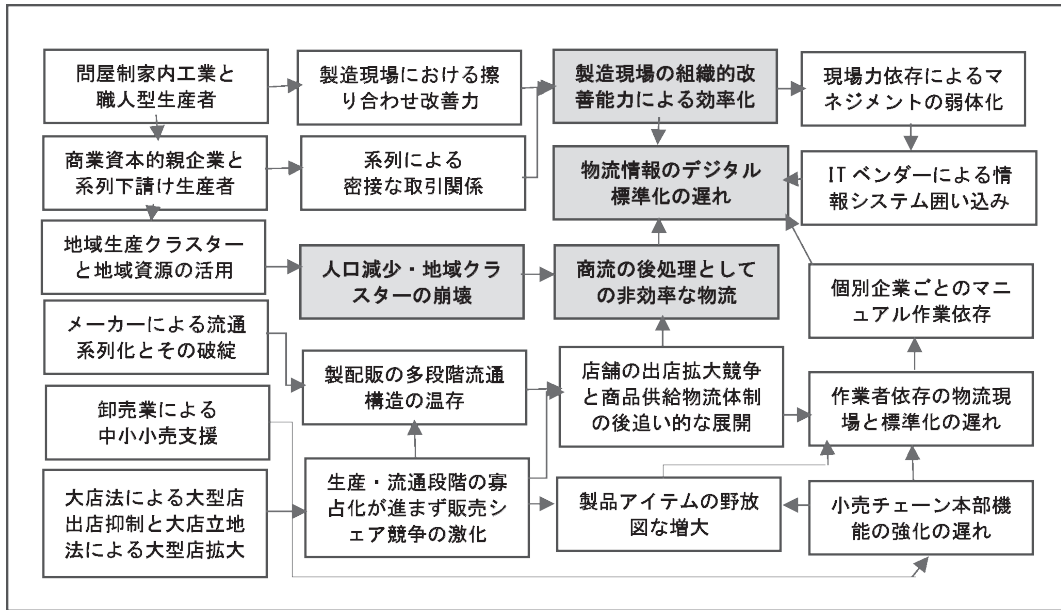 問屋制家内工業と
職人型生産者
製造現場における擦
り合わせ改善力
製造現場の組織的改
善能力による効率化
現場力依存によるマ
ネジメントの弱体化
商業資本的親企業と
系列下請け生産者
系列による
密接な取引関係
物流情報のデジタル
標準化の遅れ
ITベンダーによる情
報システム囲い込み
地域生産クラスター
と地域資源の活用
人口減少・地域クラ
スターの崩壊
商流の後処理として
の非効率な物流
個別企業ごとのマニ
ュアル作業依存
メーカーによる流通
系列化とその破綻
製配販の多段階流通
構造の温存
店舗の出店拡大競争
と商品供給物流体制
の後追い的な展開
作業者依存の物流現
場と標準化の遅れ
卸売業による
中小小売支援
大店法による大型店
出店抑制と大店立地
法による大型店拡大
生産・流通段階の寡
占化が進まず販売シ
ェア競争の激化
製品アイテムの野放
図な増大
小売チェーン本部機
能の強化の遅れ